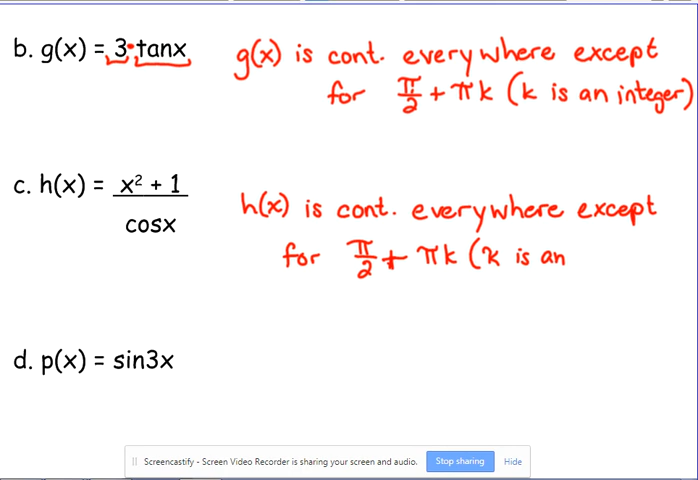 b. g(x) = 3·tanx
g(x) is cont. everywhere except
for π/2 + πk (k is an integer)
c. h(x) = x² + 1
cosx
h(x) is cont. everywhere except
for π/2 + πk (k is an
d. p(x) = sin3x
Screencastify - Screen Video Recorder is sharing your screen and audio. Stop sharing Hide